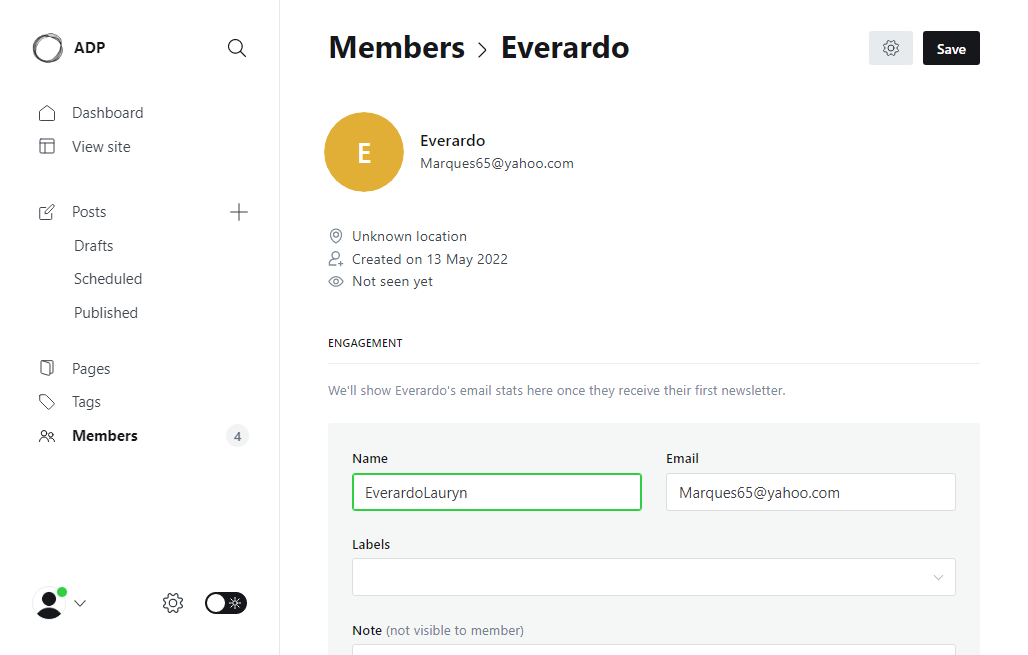 ADP
Dashboard
View site
Posts
Drafts
Scheduled
Published
Pages
Tags
Members 4
Members > Everardo
Save
E
Everardo
Marques65@yahoo.com
Unknown location
Created on 13 May 2022
Not seen yet
ENGAGEMENT
We'll show Everardo's email stats here once they receive their first newsletter.
Name
EverardoLauryn
Email
Marques65@yahoo.com
Labels
Note (not visible to member)